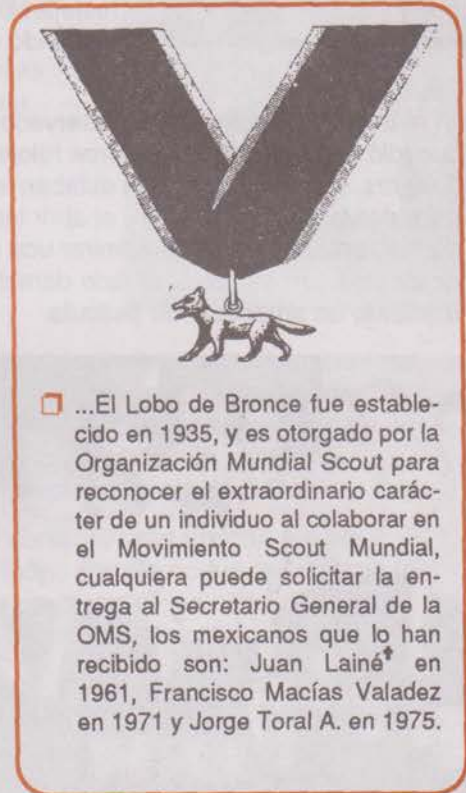 ...El Lobo de Bronce fue estable-
cido en 1935, y es otorgado por la
Organización Mundial Scout para
reconocer el extraordinario carác-
ter de un individuo al colaborar en
el Movimiento Scout Mundial,
cualquiera puede solicitar la en-
trega al Secretario General de la
OMS, los mexicanos que lo han
recibido son: Juan Lainé✝ en
1961, Francisco Macías Valadez
en 1971 y Jorge Toral A. en 1975.